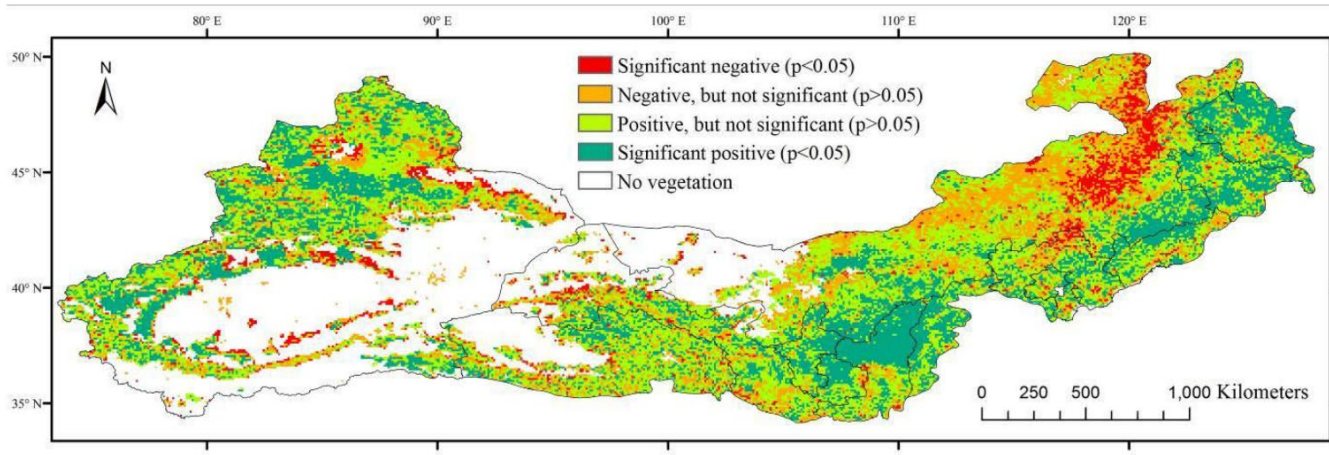 80° E 90° E 100° E 110° E 120° E
50° N
N
Significant negative (p<0.05)
Negative, but not significant (p>0.05)
Positive, but not significant (p>0.05)
Significant positive (p<0.05)
45° N
No vegetation
40° N
35° N
0 250 500 1,000 Kilometers